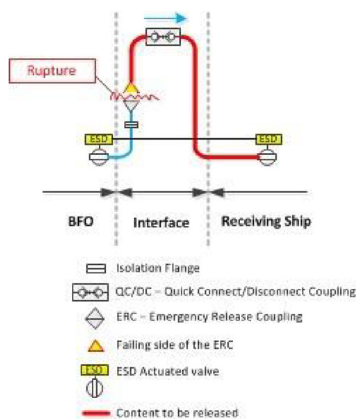 Rupture
ESD
ESD
BFO
Interface
Receiving Ship
Isolation Flange
QC/DC – Quick Connect/Disconnect Coupling
ERC – Emergency Release Coupling
Failing side of the ERC
ESD
ESD Actuated valve
Content to be released